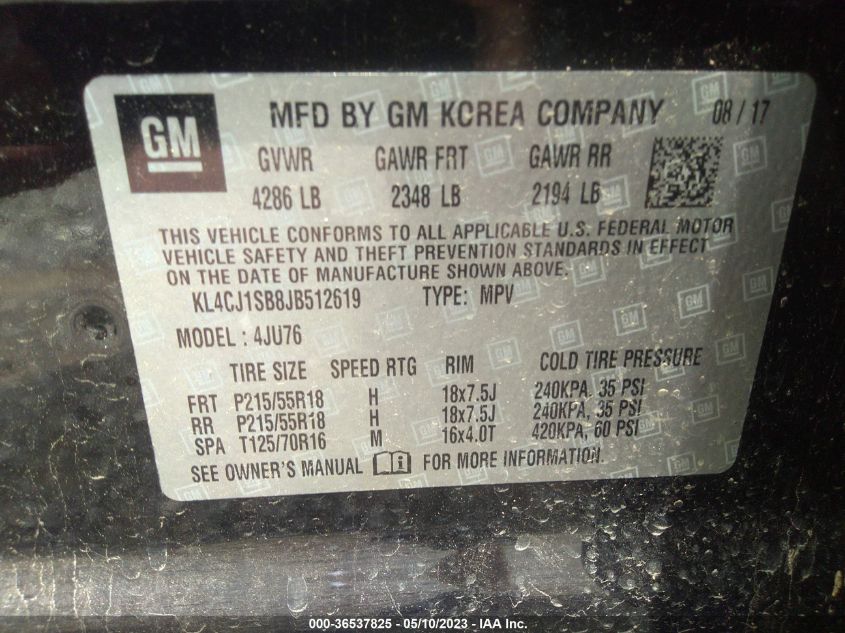 GM
MFD BY GM KOREA COMPANY 08 / 17
GVWR GAWR FRT GAWR RR
4286 LB 2348 LB 2194 LB
THIS VEHICLE CONFORMS TO ALL APPLICABLE U.S. FEDERAL MOTOR
VEHICLE SAFETY AND THEFT PREVENTION STANDARDS IN EFFECT
ON THE DATE OF MANUFACTURE SHOWN ABOVE.
KL4CJ1SB8JB512619 TYPE: MPV
MODEL : 4JU76
TIRE SIZE SPEED RTG RIM COLD TIRE PRESSURE
FRT P215/55R18 H 18x7.5J 240KPA, 35 PSI
RR P215/55R18 H 18x7.5J 240KPA, 35 PSI
SPA T125/70R16 M 16x4.0T 420KPA, 60 PSI
SEE OWNER'S MANUAL FOR MORE INFORMATION.
000-36537825 - 05/10/2023 - IAA Inc.